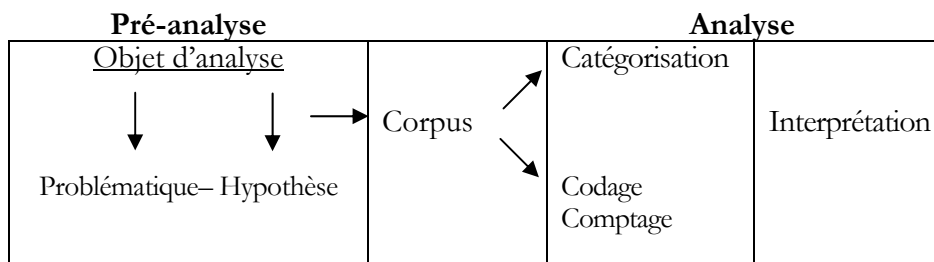 Pré-analyse
Analyse
Objet d’analyse
Problématique– Hypothèse
Corpus
Catégorisation
Codage
Comptage
Interprétation